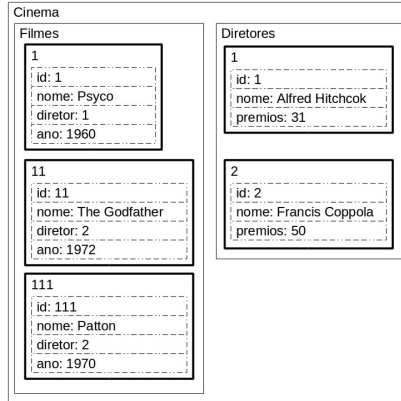 Cinema
Filmes
1
id: 1
nome: Psyco
diretor: 1
ano: 1960
11
id: 11
nome: The Godfather
diretor: 2
ano: 1972
111
id: 111
nome: Patton
diretor: 2
ano: 1970
Diretores
1
id: 1
nome: Alfred Hitchcok
premios: 31
2
id: 2
nome: Francis Coppola
premios: 50